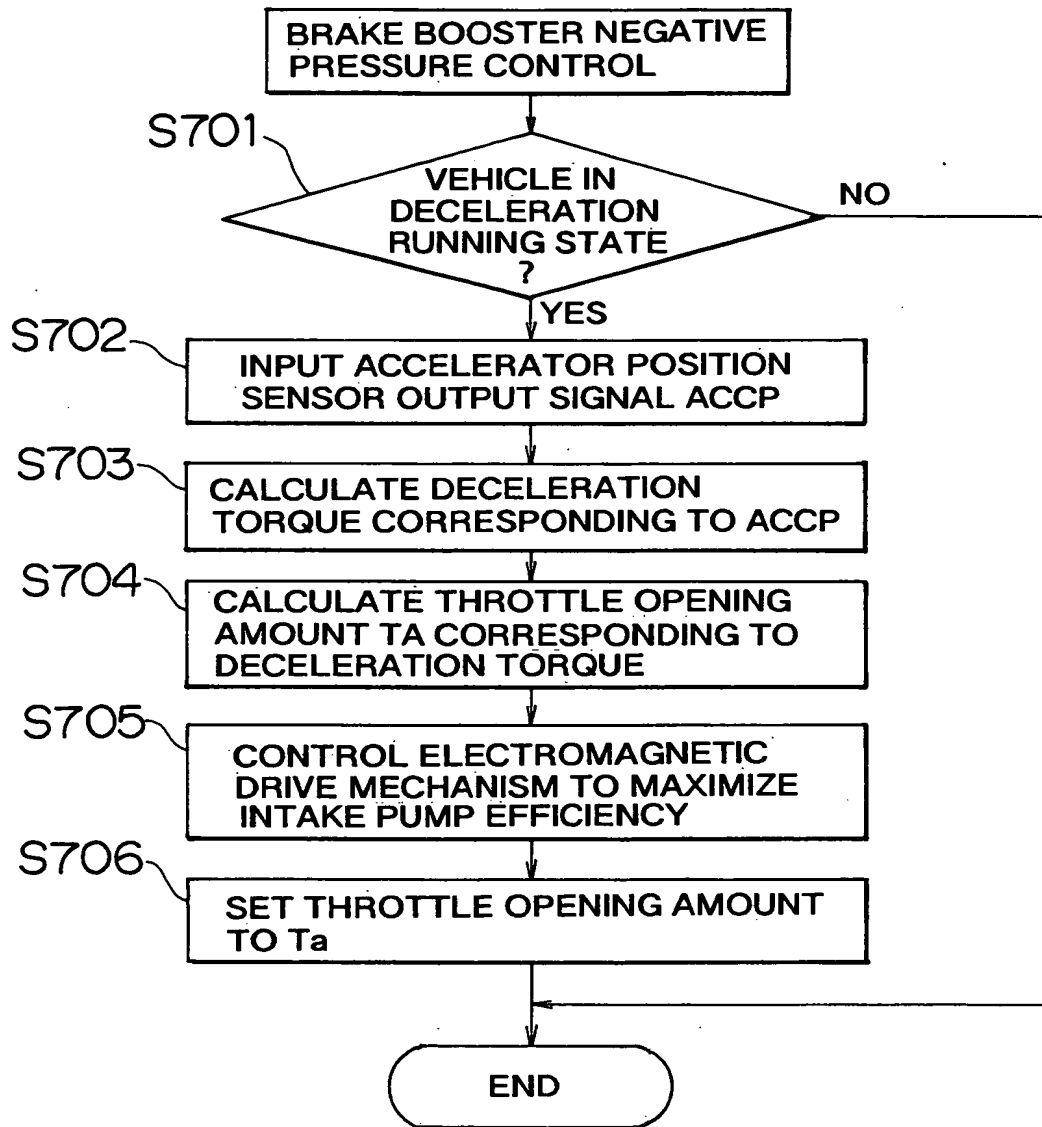 BRAKE BOOSTER NEGATIVE
PRESSURE CONTROL
S701
VEHICLE IN
DECELERATION
RUNNING STATE
?
NO
YES
S702
INPUT ACCELERATOR POSITION
SENSOR OUTPUT SIGNAL ACCP
S703
CALCULATE DECELERATION
TORQUE CORRESPONDING TO ACCP
S704
CALCULATE THROTTLE OPENING
AMOUNT TA CORRESPONDING TO
DECELERATION TORQUE
S705
CONTROL ELECTROMAGNETIC
DRIVE MECHANISM TO MAXIMIZE
INTAKE PUMP EFFICIENCY
S706
SET THROTTLE OPENING AMOUNT
TO Ta
END